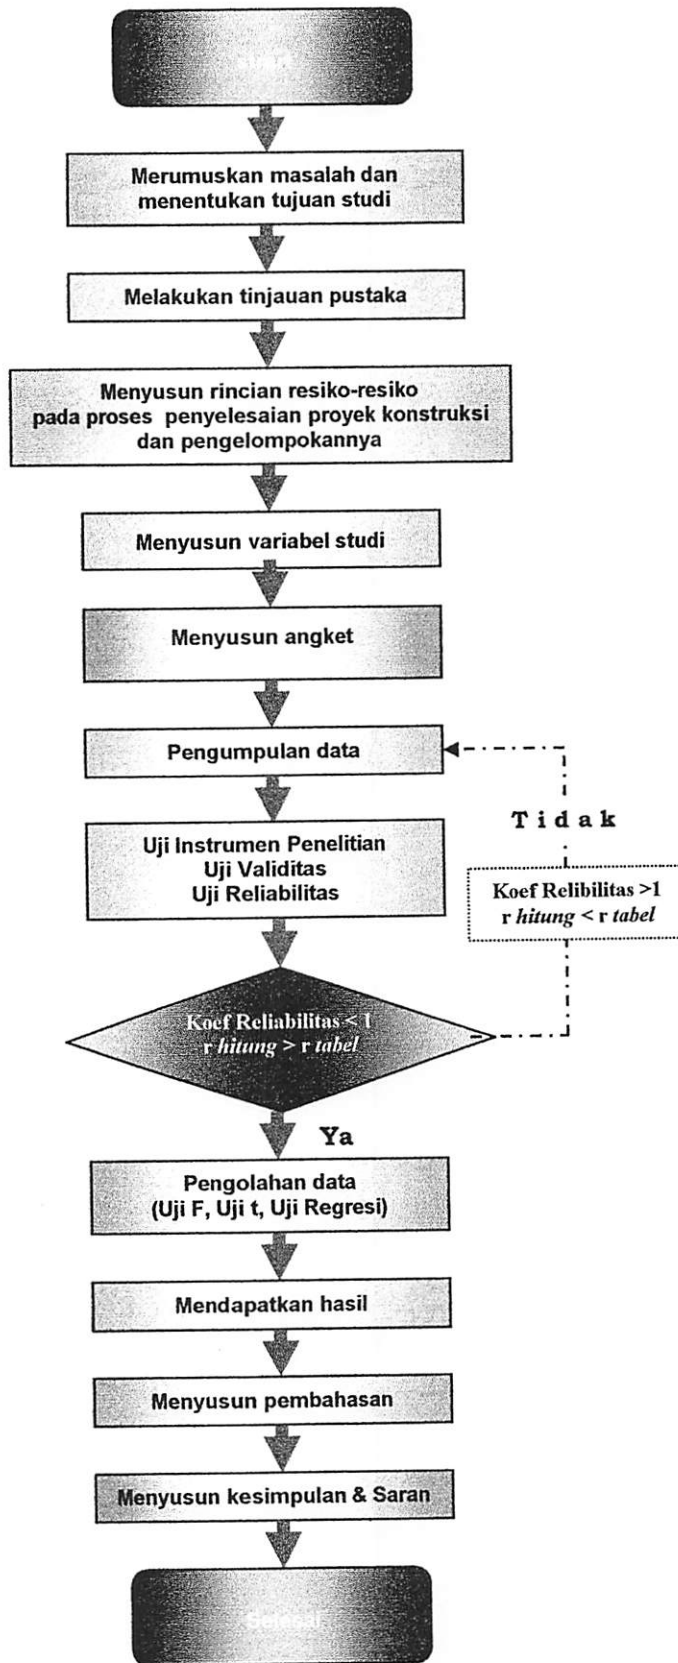 Merumuskan masalah dan
menentukan tujuan studi
Melakukan tinjauan pustaka
Menyusun rincian resiko-resiko
pada proses penyelesaian proyek konstruksi
dan pengelompokannya
Menyusun variabel studi
Menyusun angket
Pengumpulan data
Tidak
Uji Instrumen Penelitian
Uji Validitas
Uji Reliabilitas
Koef Relibilitas >1
r hitung < r tabel
Koef Reliabilitas < 1
r hitung > r tabel
Ya
Pengolahan data
(Uji F, Uji t, Uji Regresi)
Mendapatkan hasil
Menyusun pembahasan
Menyusun kesimpulan & Saran
Selesai